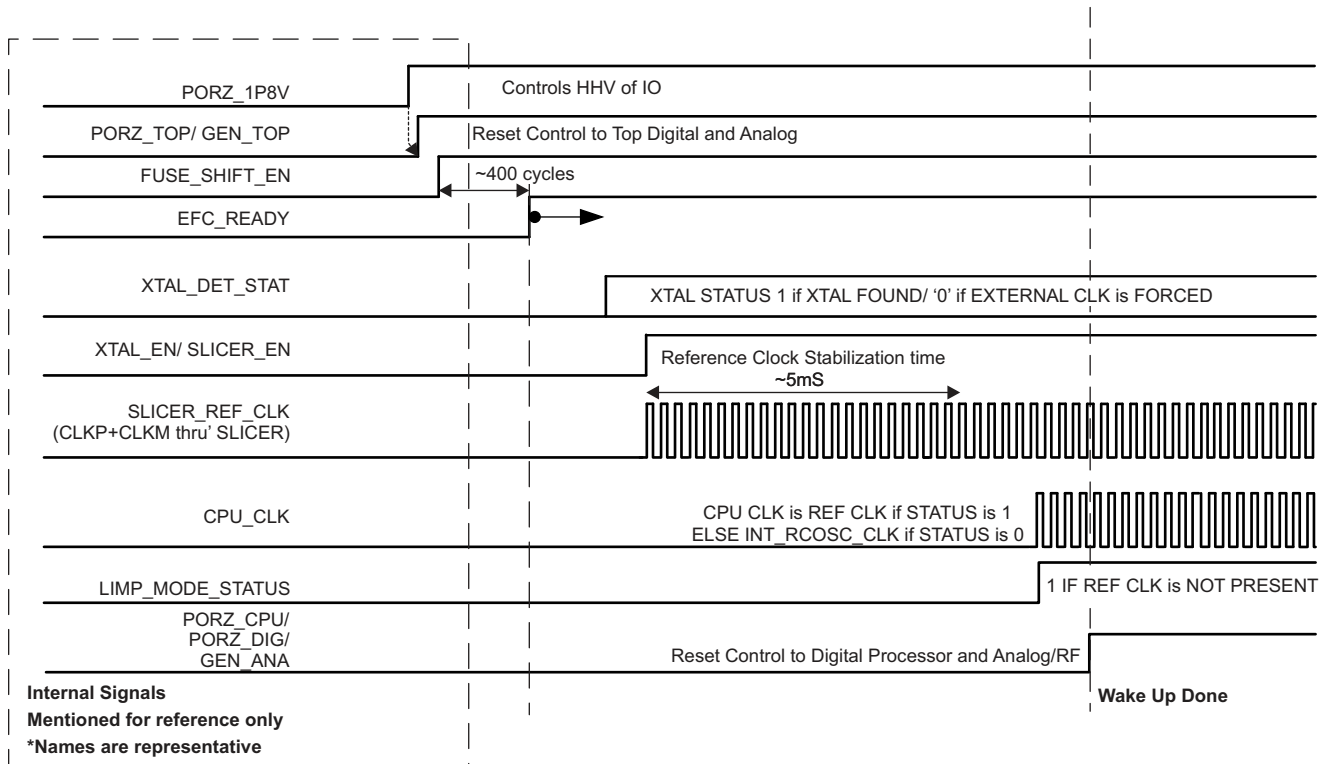 PORZ_1P8V
Controls HHV of IO
PORZ_TOP/ GEN_TOP
Reset Control to Top Digital and Analog
FUSE_SHIFT_EN
~400 cycles
EFC_READY
XTAL_DET_STAT
XTAL STATUS 1 if XTAL FOUND/ ‘0’ if EXTERNAL CLK is FORCED
XTAL_EN/ SLICER_EN
Reference Clock Stabilization time
~5mS
SLICER_REF_CLK
(CLKP+CLKM thru’ SLICER)
CPU_CLK
CPU CLK is REF CLK if STATUS is 1
ELSE INT_RCOSC_CLK if STATUS is 0
LIMP_MODE_STATUS
1 IF REF CLK is NOT PRESENT
PORZ_CPU/
PORZ_DIG/
GEN_ANA
Reset Control to Digital Processor and Analog/RF
Internal Signals
Mentioned for reference only
*Names are representative
Wake Up Done